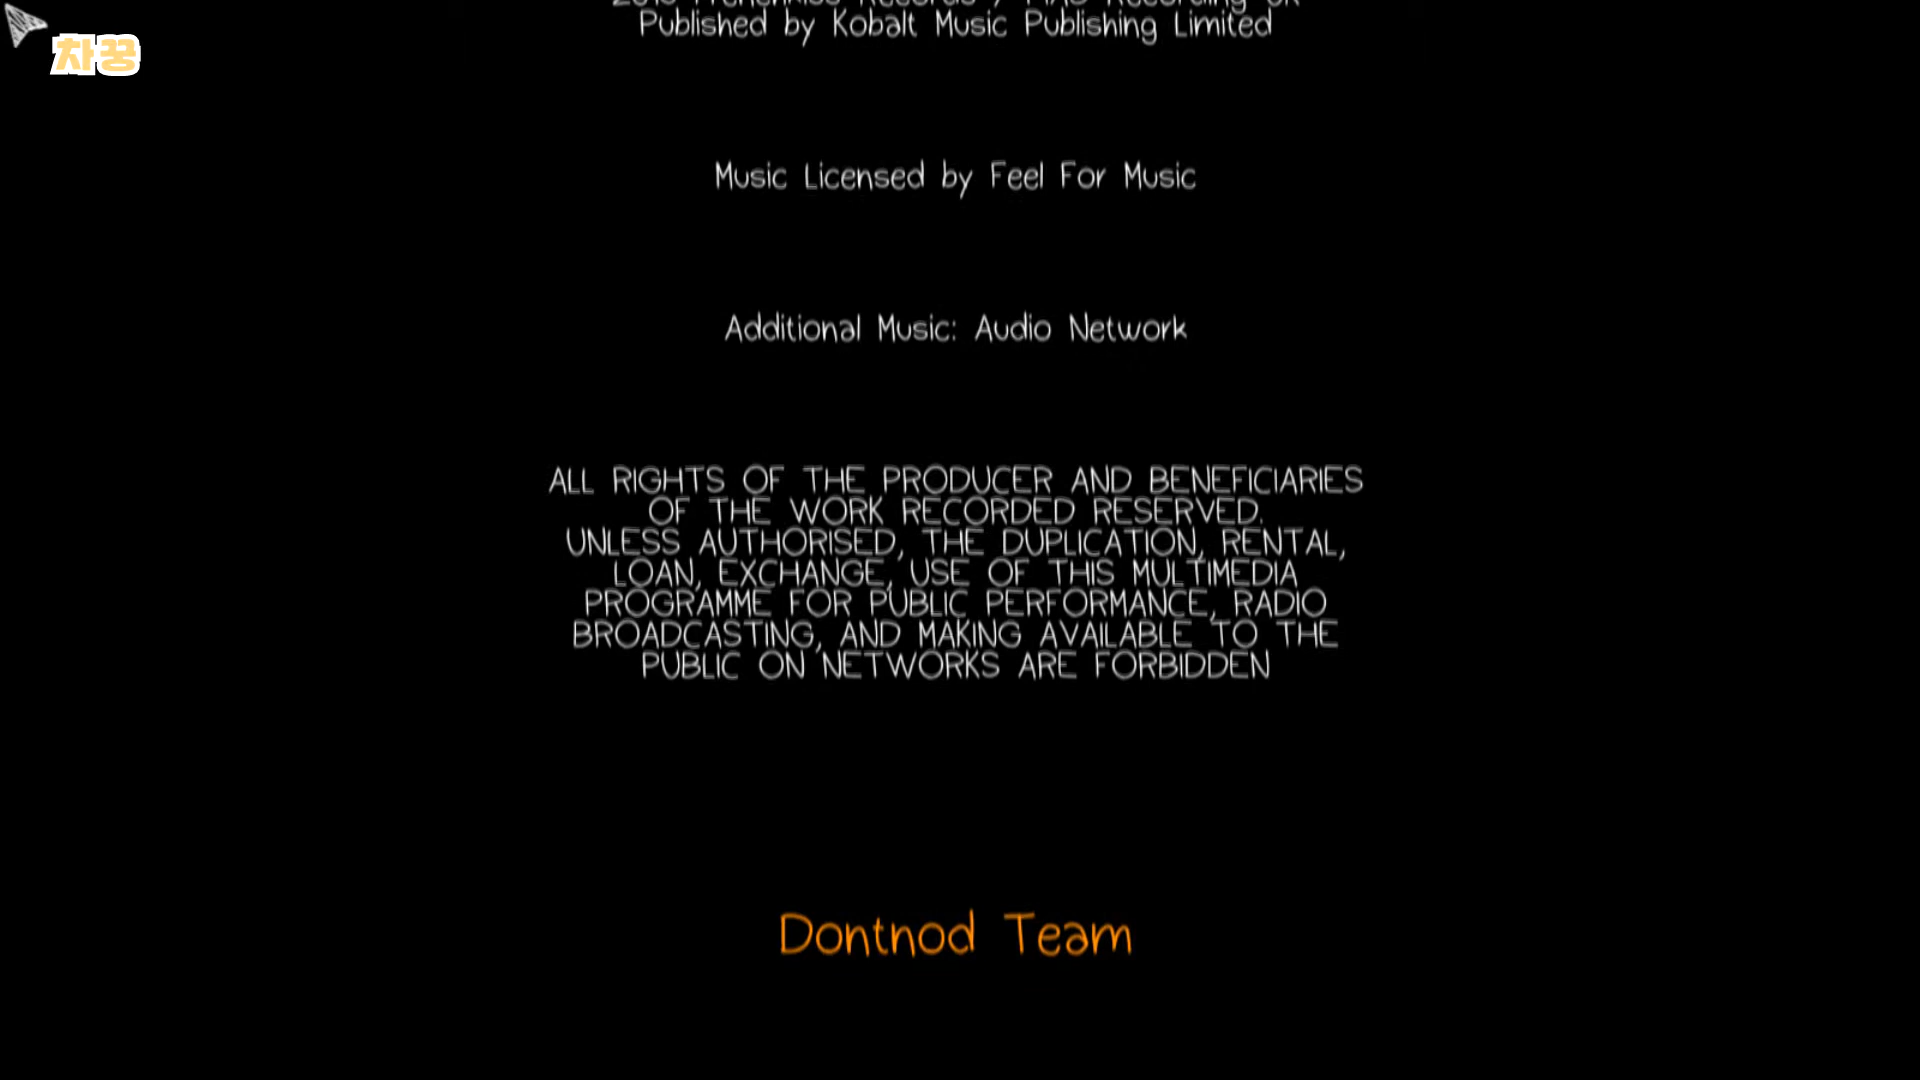 차꿍
Published by Kobalt Music Publishing Limited
Music Licensed by Feel For Music
Additional Music: Audio Network
ALL RIGHTS OF THE PRODUCER AND BENEFICIARIES
OF THE WORK RECORDED RESERVED.
UNLESS AUTHORISED, THE DUPLICATION, RENTAL,
LOAN, EXCHANGE, USE OF THIS MULTIMEDIA
PROGRAMME FOR PUBLIC PERFORMANCE, RADIO
BROADCASTING, AND MAKING AVAILABLE TO THE
PUBLIC ON NETWORKS ARE FORBIDDEN
Dontnod Team